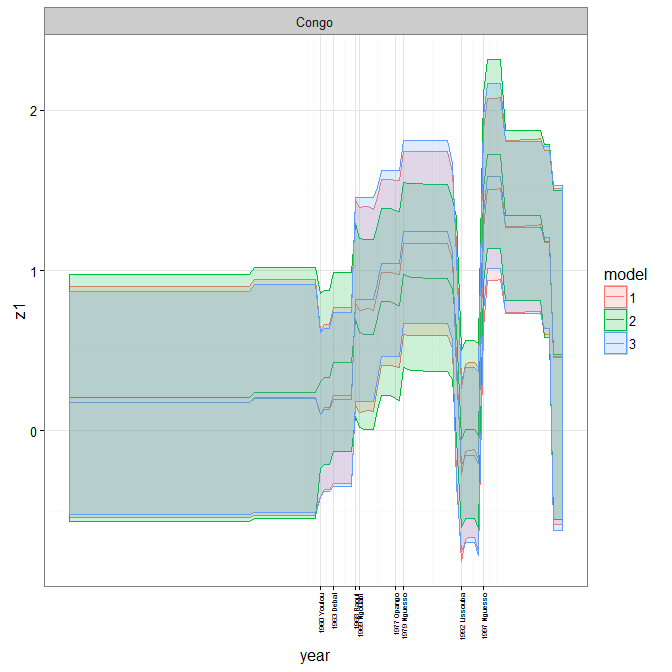 Congo
2
1
0
z1
1960 Youlou
1963 Debat
1977 Opango
1979 Nguesso
1992 Lissouba
1997 Nguesso
year
model
1
2
3